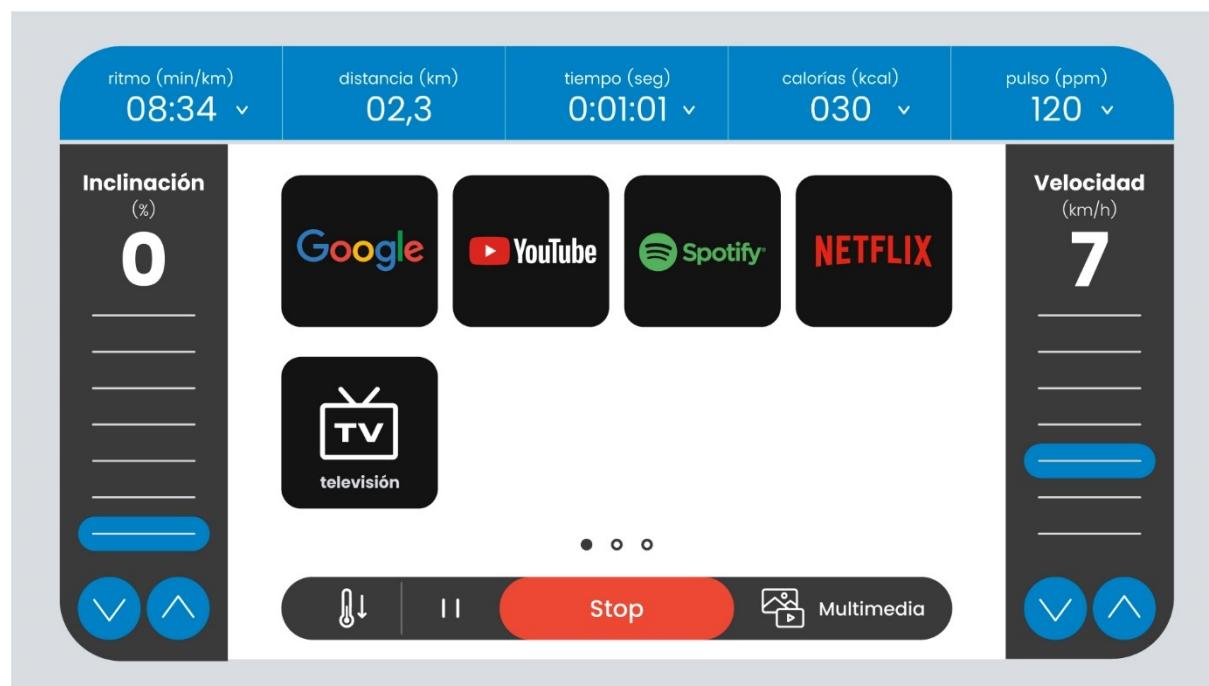 ritmo (min/km)
08:34
distancia (km)
02,3
tiempo (seg)
0:01:01
calorías (kcal)
030
pulso (ppm)
120
Inclinación
(%)
0
Google
YouTube
Spotify
NETFLIX
TV
televisión
Velocidad
(km/h)
7
Stop
Multimedia